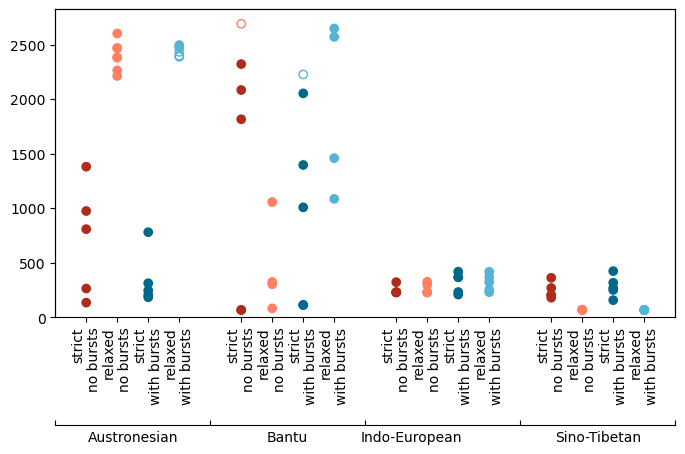 2500
2000
1500
1000
500
0
strict
no bursts
relaxed
no bursts
strict
with bursts
relaxed
with bursts
strict
no bursts
relaxed
no bursts
strict
with bursts
relaxed
with bursts
strict
no bursts
relaxed
no bursts
strict
with bursts
relaxed
with bursts
strict
no bursts
relaxed
no bursts
strict
with bursts
relaxed
with bursts
Austronesian Bantu Indo-European Sino-Tibetan